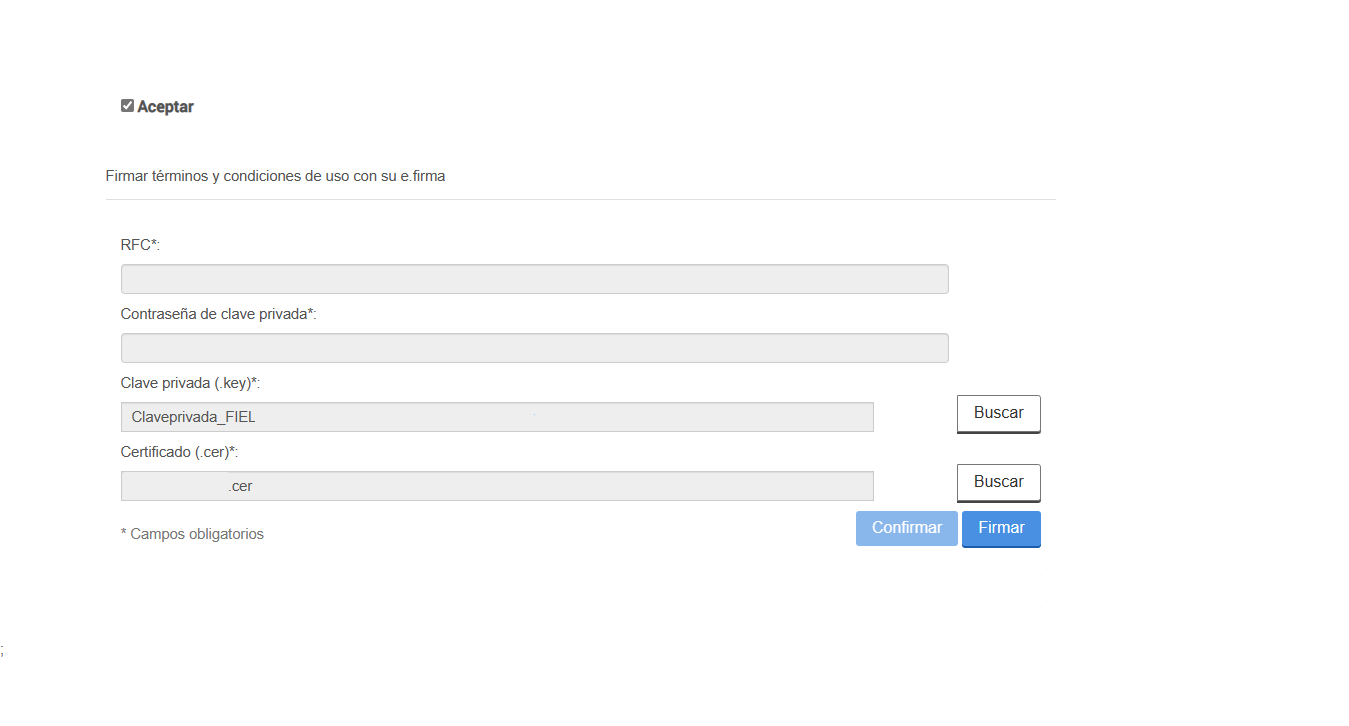 Aceptar
Firmar términos y condiciones de uso con su e.firma
RFC*:
Contraseña de clave privada*:
Clave privada (.key)*:
Claveprivada_FIEL
Buscar
Certificado (.cer)*:
.cer
Buscar
* Campos obligatorios
Confirmar
Firmar
;